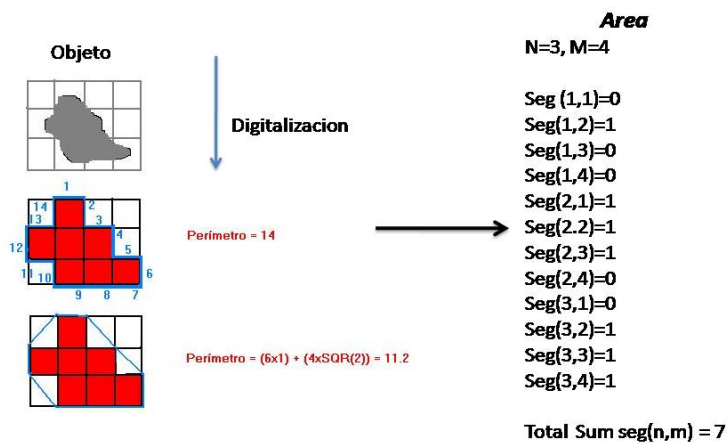 Objeto
Digitalizacion
1
14
2
13
3
4
12
5
11
10
6
9
8
7
Perímetro = 14
Perímetro = (6x1) + (4xSQR(2)) = 11.2
Area
N=3, M=4
Seg (1,1)=0
Seg(1,2)=1
Seg(1,3)=0
Seg(1,4)=0
Seg(2,1)=1
Seg(2.2)=1
Seg(2,3)=1
Seg(2,4)=0
Seg(3,1)=0
Seg(3,2)=1
Seg(3,3)=1
Seg(3,4)=1
Total Sum seg(n,m) = 7